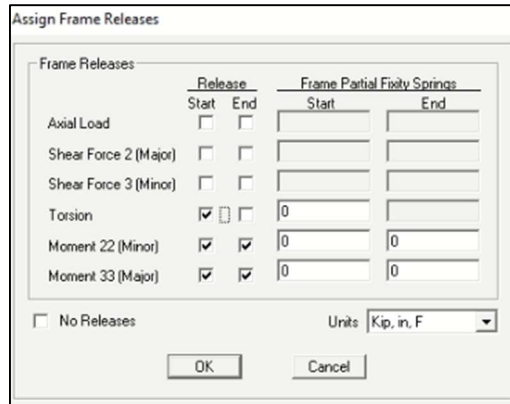 Assign Frame Releases
Frame Releases
Release Frame Partial Fixity Springs
Start End Start End
Axial Load
Shear Force 2 (Major)
Shear Force 3 (Minor)
Torsion 0
Moment 22 (Minor) 0 0
Moment 33 (Major) 0 0
No Releases Units Kip, in, F
OK Cancel